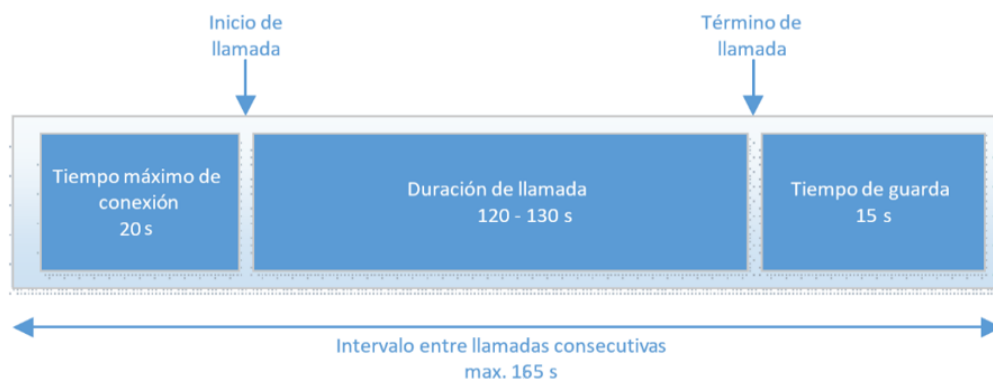 Inicio de
llamada
Término de
llamada
Tiempo máximo de
conexión
20 s
Duración de llamada
120 - 130 s
Tiempo de guarda
15 s
Intervalo entre llamadas consecutivas
max. 165 s